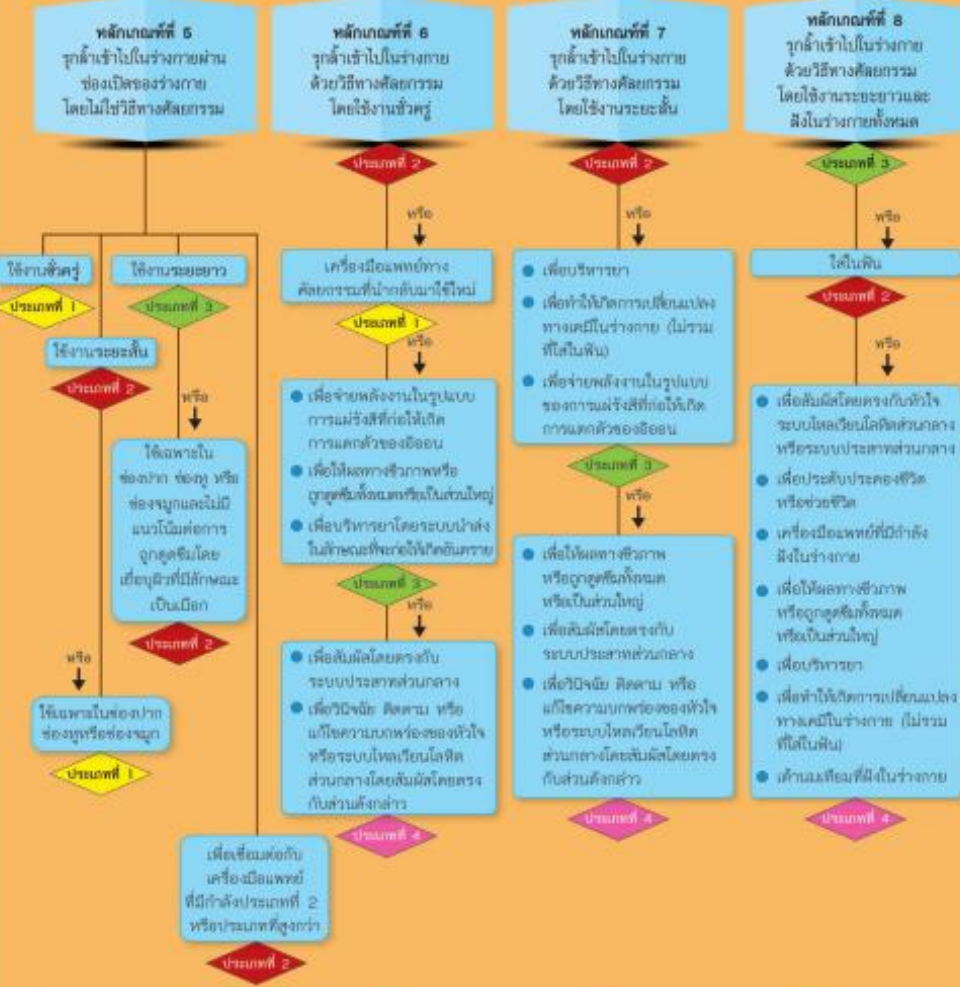 หลักเกณฑ์ที่ 5
รุกล้ำเข้าไปในร่างกายผ่าน
ช่องเปิดของร่างกาย
โดยไม่ใช่วิธีทางศัลยกรรม
ใช้งานชั่วครู่
ประเภทที่ 1
ใช้งานระยะสั้น
ประเภทที่ 2
หรือ
ใช้เฉพาะในช่องปาก
ช่องหูหรือช่องจมูก
ประเภทที่ 1
ใช้งานระยะยาว
ประเภทที่ 3
หรือ
ใช้เฉพาะใน
ช่องปาก ช่องหู หรือ
ช่องจมูกและไม่มี
แนวโน้มต่อการ
ถูกดูดซึมโดย
เยื่อบุผิวที่มีลักษณะ
เป็นเมือก
ประเภทที่ 2
เพื่อเชื่อมต่อกับ
เครื่องมือแพทย์
ที่มีกำลังประเภทที่ 2
หรือประเภทที่สูงกว่า
ประเภทที่ 2
หลักเกณฑ์ที่ 6
รุกล้ำเข้าไปในร่างกาย
ด้วยวิธีทางศัลยกรรม
โดยใช้งานชั่วครู่
ประเภทที่ 2
หรือ
เครื่องมือแพทย์ทาง
ศัลยกรรมที่นำกลับมาใช้ใหม่
ประเภทที่ 1
หรือ
● เพื่อจ่ายพลังงานในรูปแบบ
การแผ่รังสีที่ก่อให้เกิด
การแตกตัวของอิออน
● เพื่อให้ผลทางชีวภาพหรือ
ถูกดูดซึมทั้งหมดหรือเป็นส่วนใหญ่
● เพื่อบริหารยาโดยระบบนำส่ง
ในลักษณะที่จะก่อให้เกิดอันตราย
ประเภทที่ 3
หรือ
● เพื่อสัมผัสโดยตรงกับ
ระบบประสาทส่วนกลาง
● เพื่อวินิจฉัย ติดตาม หรือ
แก้ไขความบกพร่องของหัวใจ
หรือระบบไหลเวียนโลหิต
ส่วนกลางโดยสัมผัสโดยตรง
กับส่วนดังกล่าว
ประเภทที่ 4
หลักเกณฑ์ที่ 7
รุกล้ำเข้าไปในร่างกาย
ด้วยวิธีทางศัลยกรรม
โดยใช้งานระยะสั้น
ประเภทที่ 2
หรือ
● เพื่อบริหารยา
● เพื่อทำให้เกิดการเปลี่ยนแปลง
ทางเคมีในร่างกาย (ไม่รวม
ที่ใส่ในฟัน)
● เพื่อจ่ายพลังงานในรูปแบบ
ของการแผ่รังสีที่ก่อให้เกิด
การแตกตัวของอิออน
ประเภทที่ 3
หรือ
● เพื่อให้ผลทางชีวภาพ
หรือถูกดูดซึมทั้งหมด
หรือเป็นส่วนใหญ่
● เพื่อสัมผัสโดยตรงกับ
ระบบประสาทส่วนกลาง
● เพื่อวินิจฉัย ติดตาม หรือ
แก้ไขความบกพร่องของหัวใจ
หรือระบบไหลเวียนโลหิต
ส่วนกลางโดยสัมผัสโดยตรง
กับส่วนดังกล่าว
ประเภทที่ 4
หลักเกณฑ์ที่ 8
รุกล้ำเข้าไปในร่างกาย
ด้วยวิธีทางศัลยกรรม
โดยใช้งานระยะยาวและ
ฝังในร่างกายทั้งหมด
ประเภทที่ 3
หรือ
ใส่ในฟัน
ประเภทที่ 2
หรือ
● เพื่อสัมผัสโดยตรงกับหัวใจ
ระบบไหลเวียนโลหิตส่วนกลาง
หรือระบบประสาทส่วนกลาง
● เพื่อประคับประคองชีวิต
หรือช่วยชีวิต
● เครื่องมือแพทย์ที่มีกำลัง
ฝังในร่างกาย
● เพื่อให้ผลทางชีวภาพ
หรือถูกดูดซึมทั้งหมด
หรือเป็นส่วนใหญ่
● เพื่อบริหารยา
● เพื่อทำให้เกิดการเปลี่ยนแปลง
ทางเคมีในร่างกาย (ไม่รวม
ที่ใส่ในฟัน)
● เต้านมเทียมที่ฝังในร่างกาย
ประเภทที่ 4